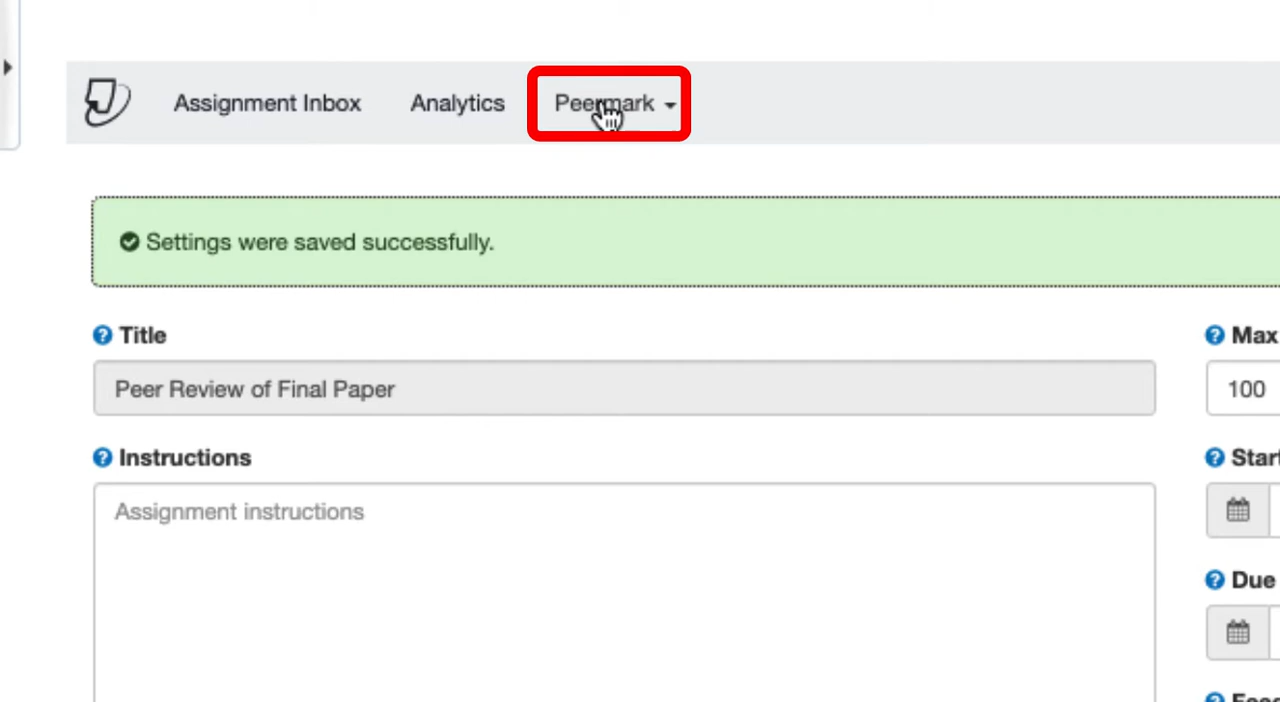 Assignment Inbox Analytics Peermark
Settings were saved successfully.
Title
Max
Peer Review of Final Paper
100
Instructions
Start
Assignment instructions
Due